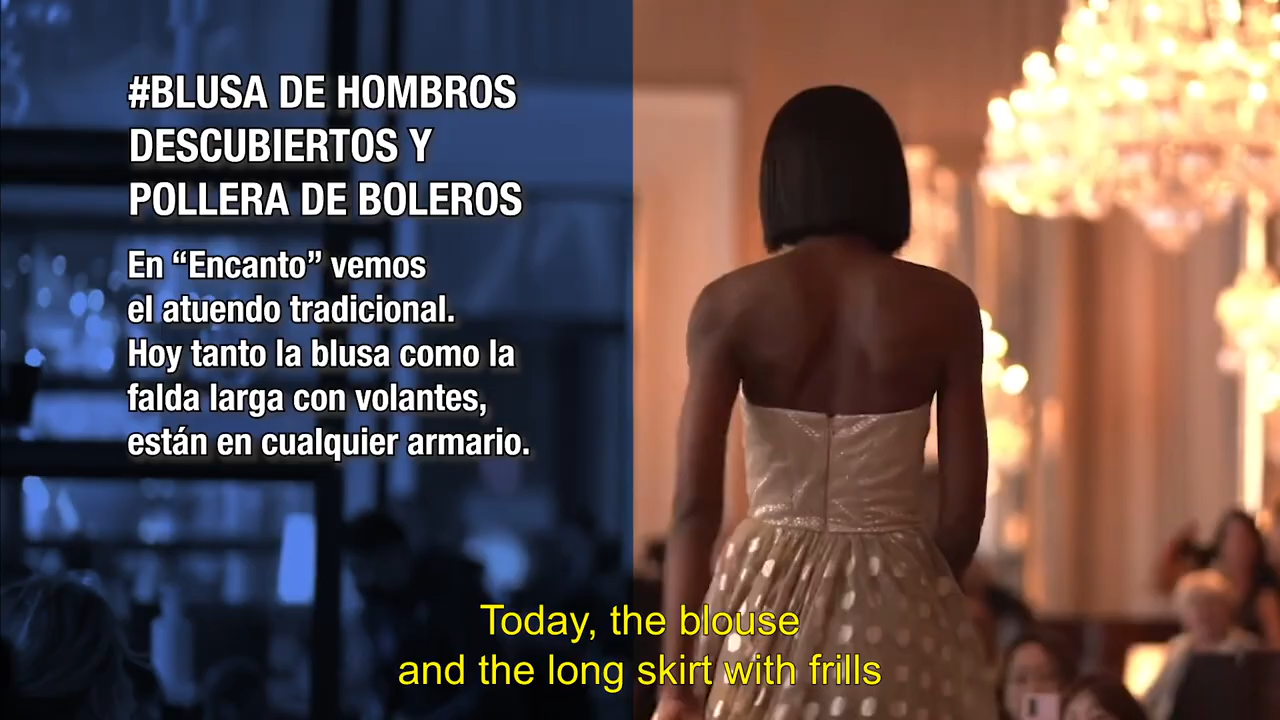 #BLUSA DE HOMBROS
DESCUBIERTOS Y
POLLERA DE BOLEROS
En “Encanto” vemos
el atuendo tradicional.
Hoy tanto la blusa como la
falda larga con volantes,
están en cualquier armario.
Today, the blouse
and the long skirt with frills